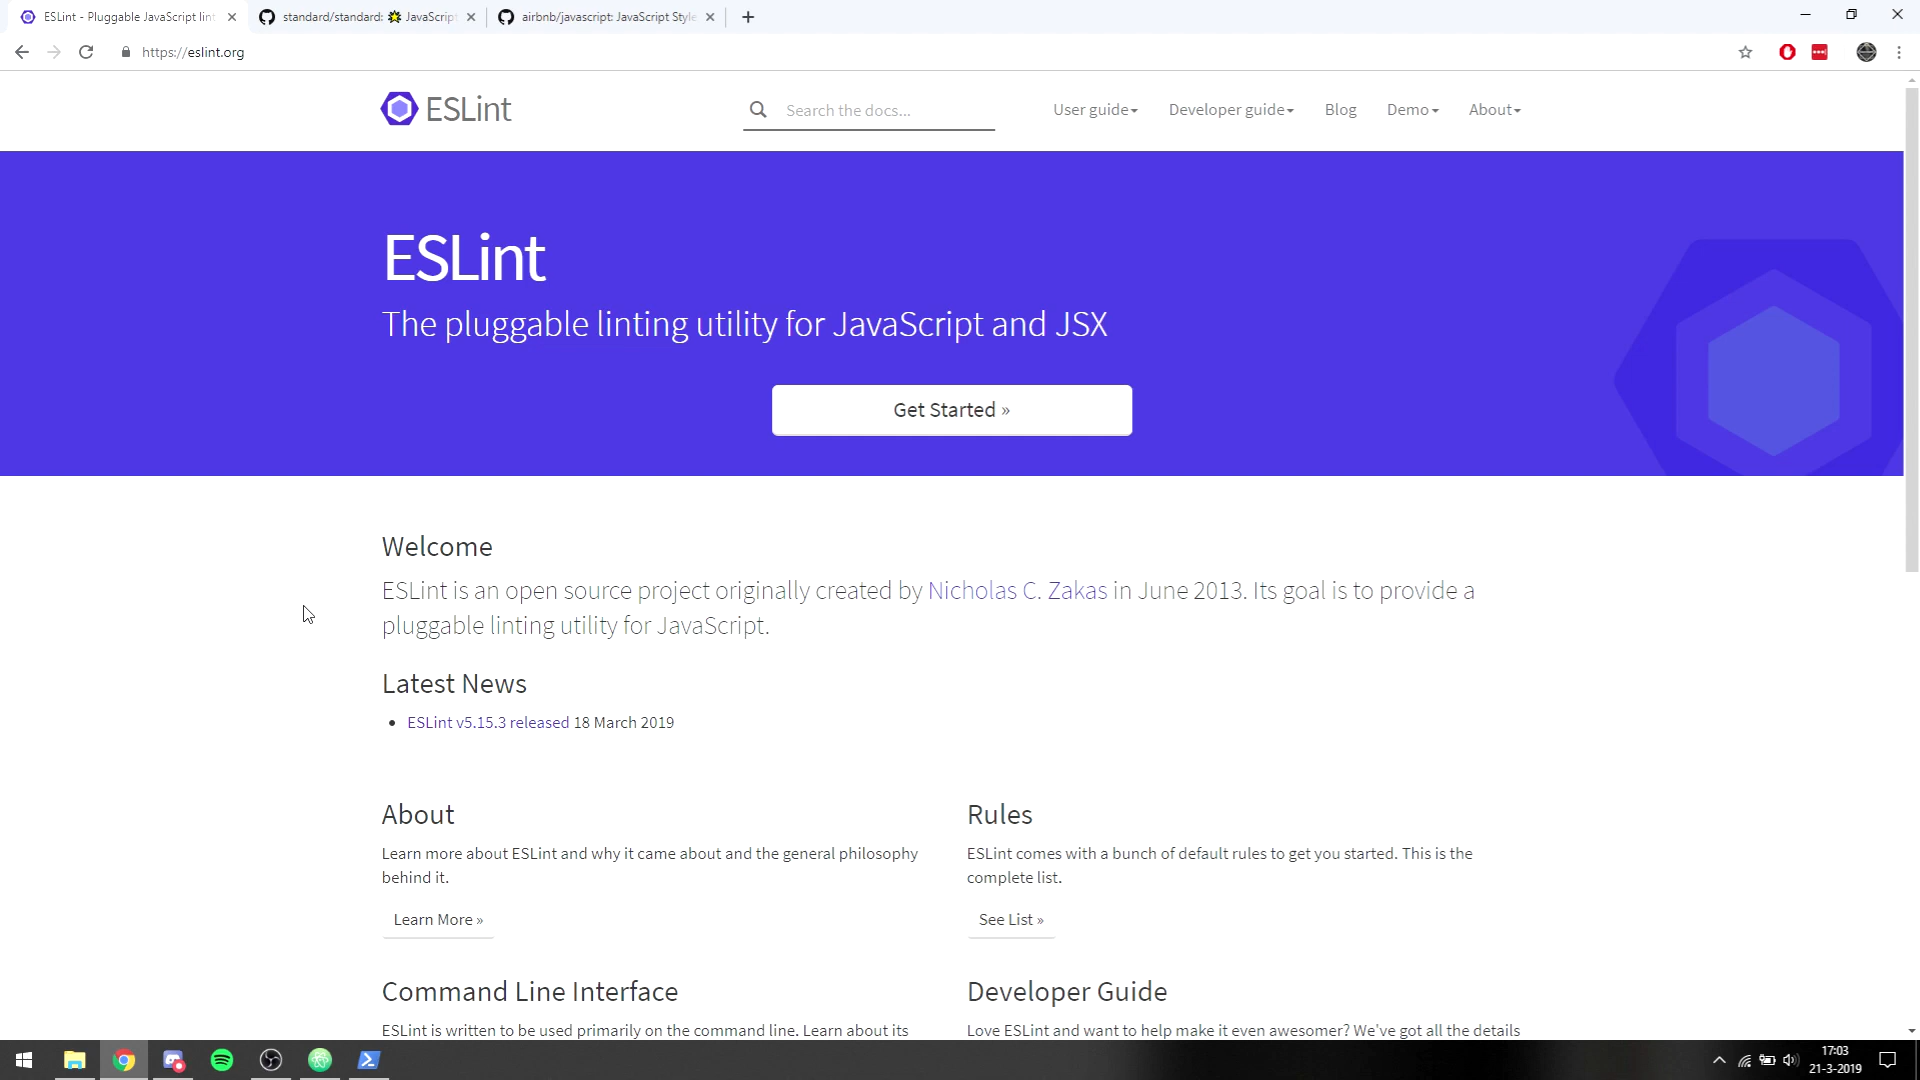 ESLint - Pluggable JavaScript lint
standard/standard: 🌟 JavaScript
airbnb/javascript: JavaScript Style
https://eslint.org
ESLint
Search the docs...
User guide
Developer guide
Blog
Demo
About
ESLint
The pluggable linting utility for JavaScript and JSX
Get Started »
Welcome
ESLint is an open source project originally created by Nicholas C. Zakas in June 2013. Its goal is to provide a
pluggable linting utility for JavaScript.
Latest News
• ESLint v5.15.3 released 18 March 2019
About
Learn more about ESLint and why it came about and the general philosophy
behind it.
Learn More »
Rules
ESLint comes with a bunch of default rules to get you started. This is the
complete list.
See List »
Command Line Interface
ESLint is written to be used primarily on the command line. Learn about its
Developer Guide
Love ESLint and want to help make it even awesomer? We've got all the details
17:03
21-3-2019